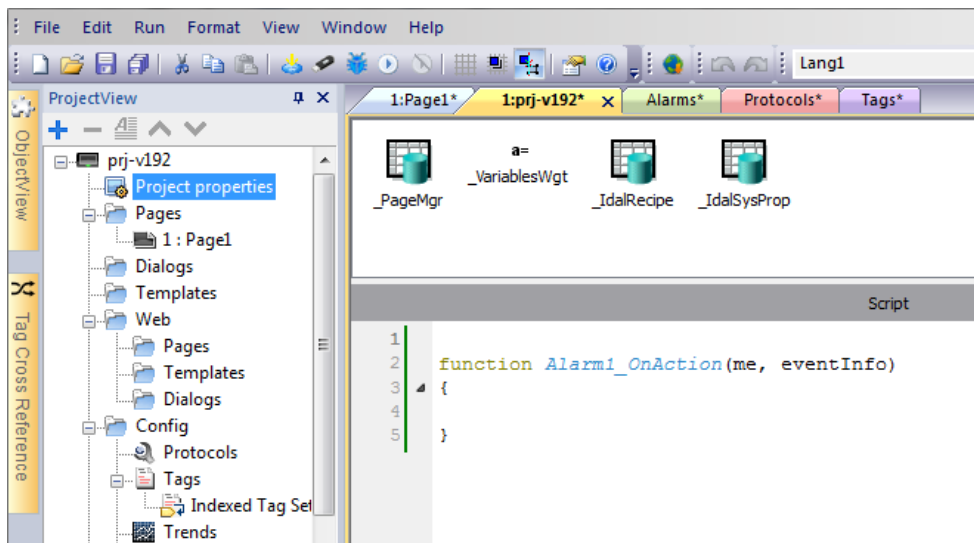 File Edit Run Format View Window Help
Lang1
ProjectView
1:Page1* 1:prj-v192* Alarms* Protocols* Tags*
ObjectView
Tag Cross Reference
prj-v192
Project properties
Pages
1 : Page1
Dialogs
Templates
Web
Pages
Templates
Dialogs
Config
Protocols
Tags
Indexed Tag Set
Trends
a=
_PageMgr _VariablesWgt _IdalRecipe _IdalSysProp
Script
1
2 function Alarm1_OnAction(me, eventInfo)
3 {
4
5 }